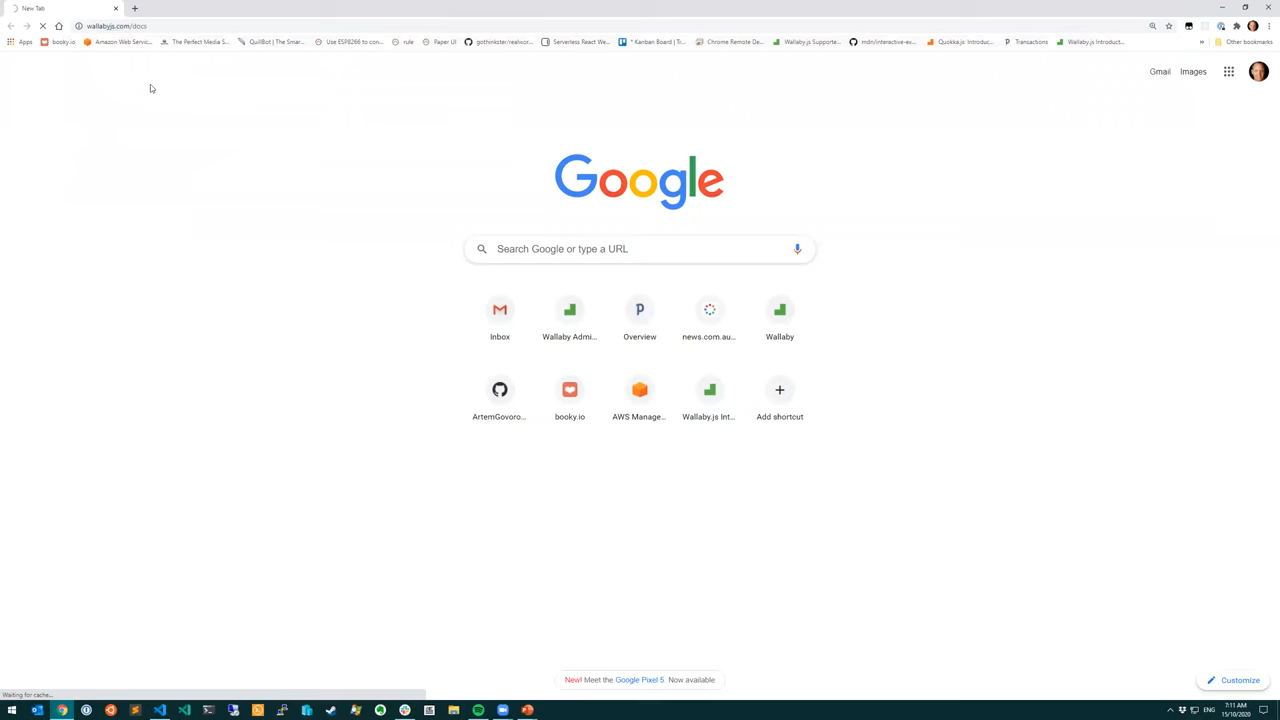 New Tab
wallabyjs.com/docs
Apps
booky.io
Amazon Web Servic...
The Perfect Media S...
QuillBot | The Smar...
Use ESP8266 to con...
rule
Paper UI
gothinkster/realwor...
Serverless React We...
* Kanban Board | Tr...
Chrome Remote De...
Wallaby.js Supporte...
mdn/interactive-ex...
Quokka.js: Introduc...
Transactions
Wallaby.js Introduct...
»
Other bookmarks
Gmail
Images
Google
Search Google or type a URL
Inbox
Wallaby Admi...
Overview
news.com.au...
Wallaby
ArtemGovoro...
booky.io
AWS Manage...
Wallaby.js Int...
Add shortcut
New! Meet the Google Pixel 5. Now available
Customize
Waiting for cache...
ENG
7:11 AM
15/10/2020